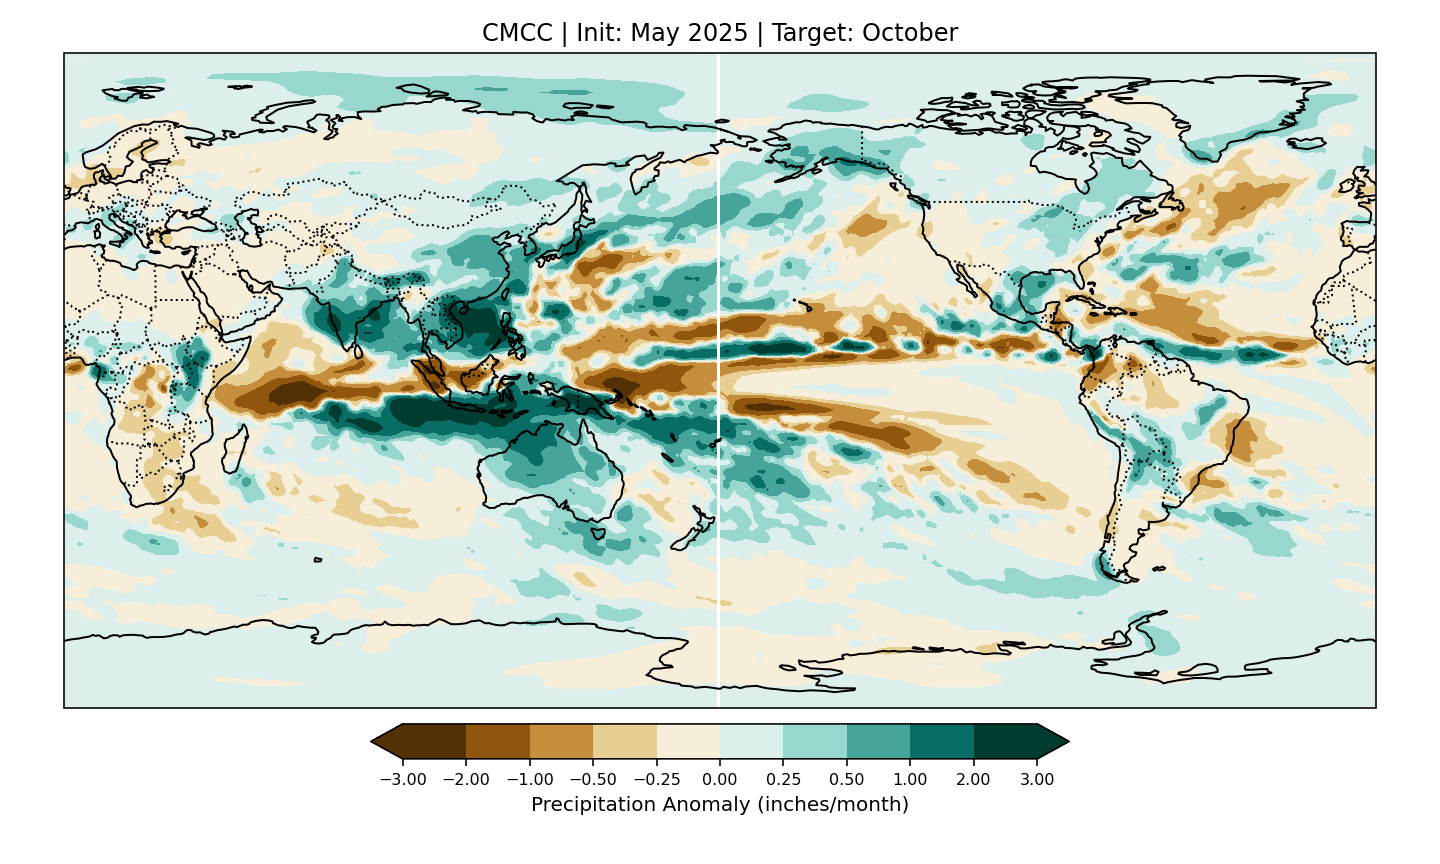 CMCC | Init: May 2025 | Target: October
−3.00 −2.00 −1.00 −0.50 −0.25 0.00 0.25 0.50 1.00 2.00 3.00
Precipitation Anomaly (inches/month)